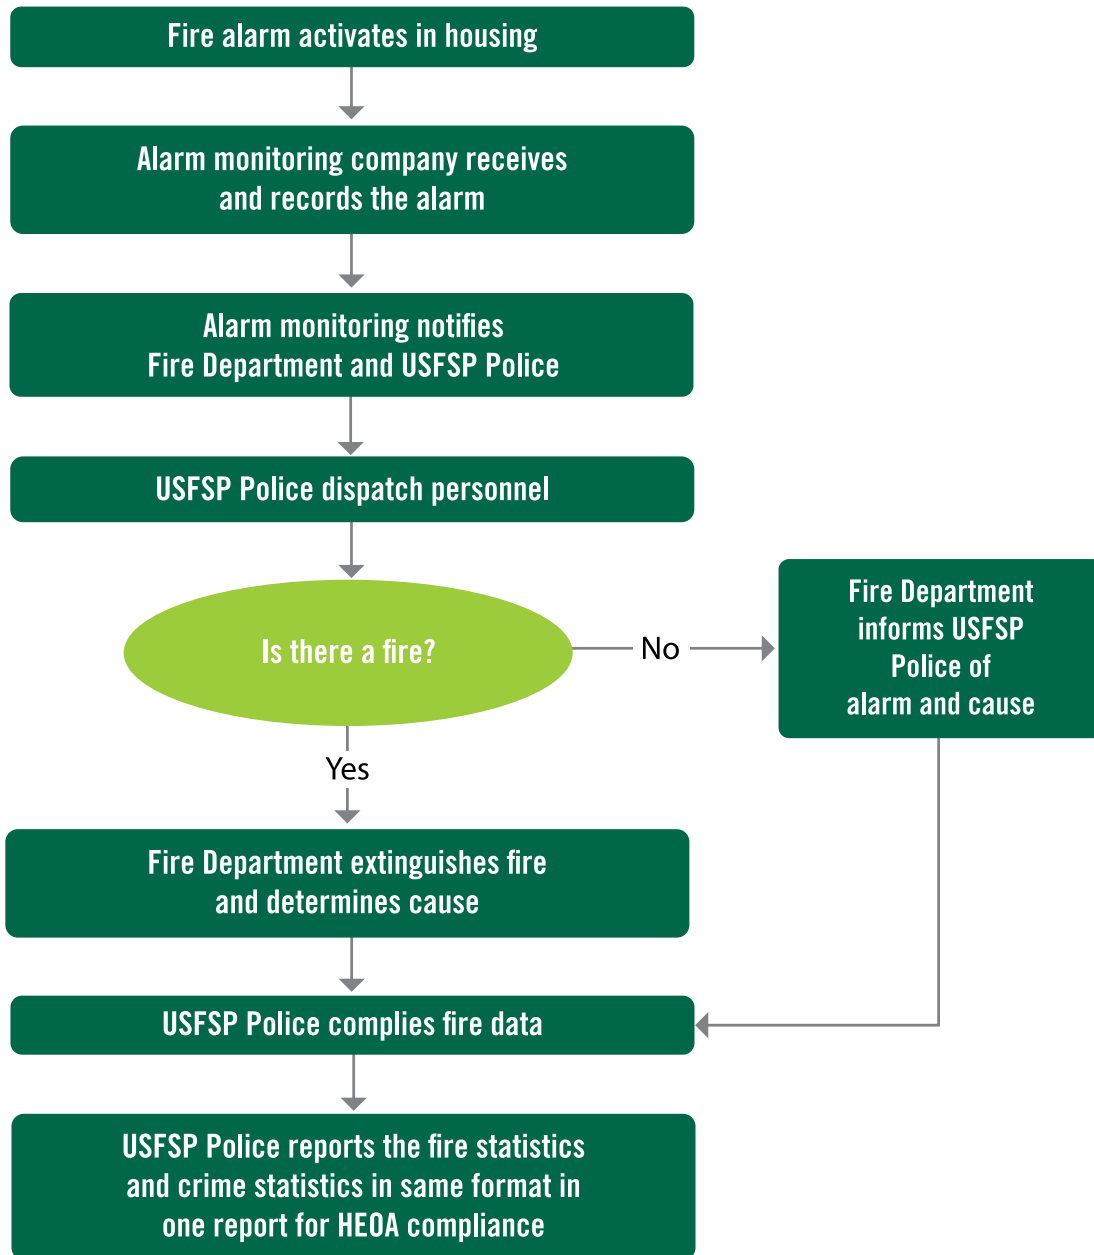 Fire alarm activates in housing
Alarm monitoring company receives
and records the alarm
Alarm monitoring notifies
Fire Department and USFSP Police
USFSP Police dispatch personnel
Is there a fire?
No
Fire Department
informs USFSP
Police of
alarm and cause
Yes
Fire Department extinguishes fire
and determines cause
USFSP Police complies fire data
USFSP Police reports the fire statistics
and crime statistics in same format in
one report for HEOA compliance